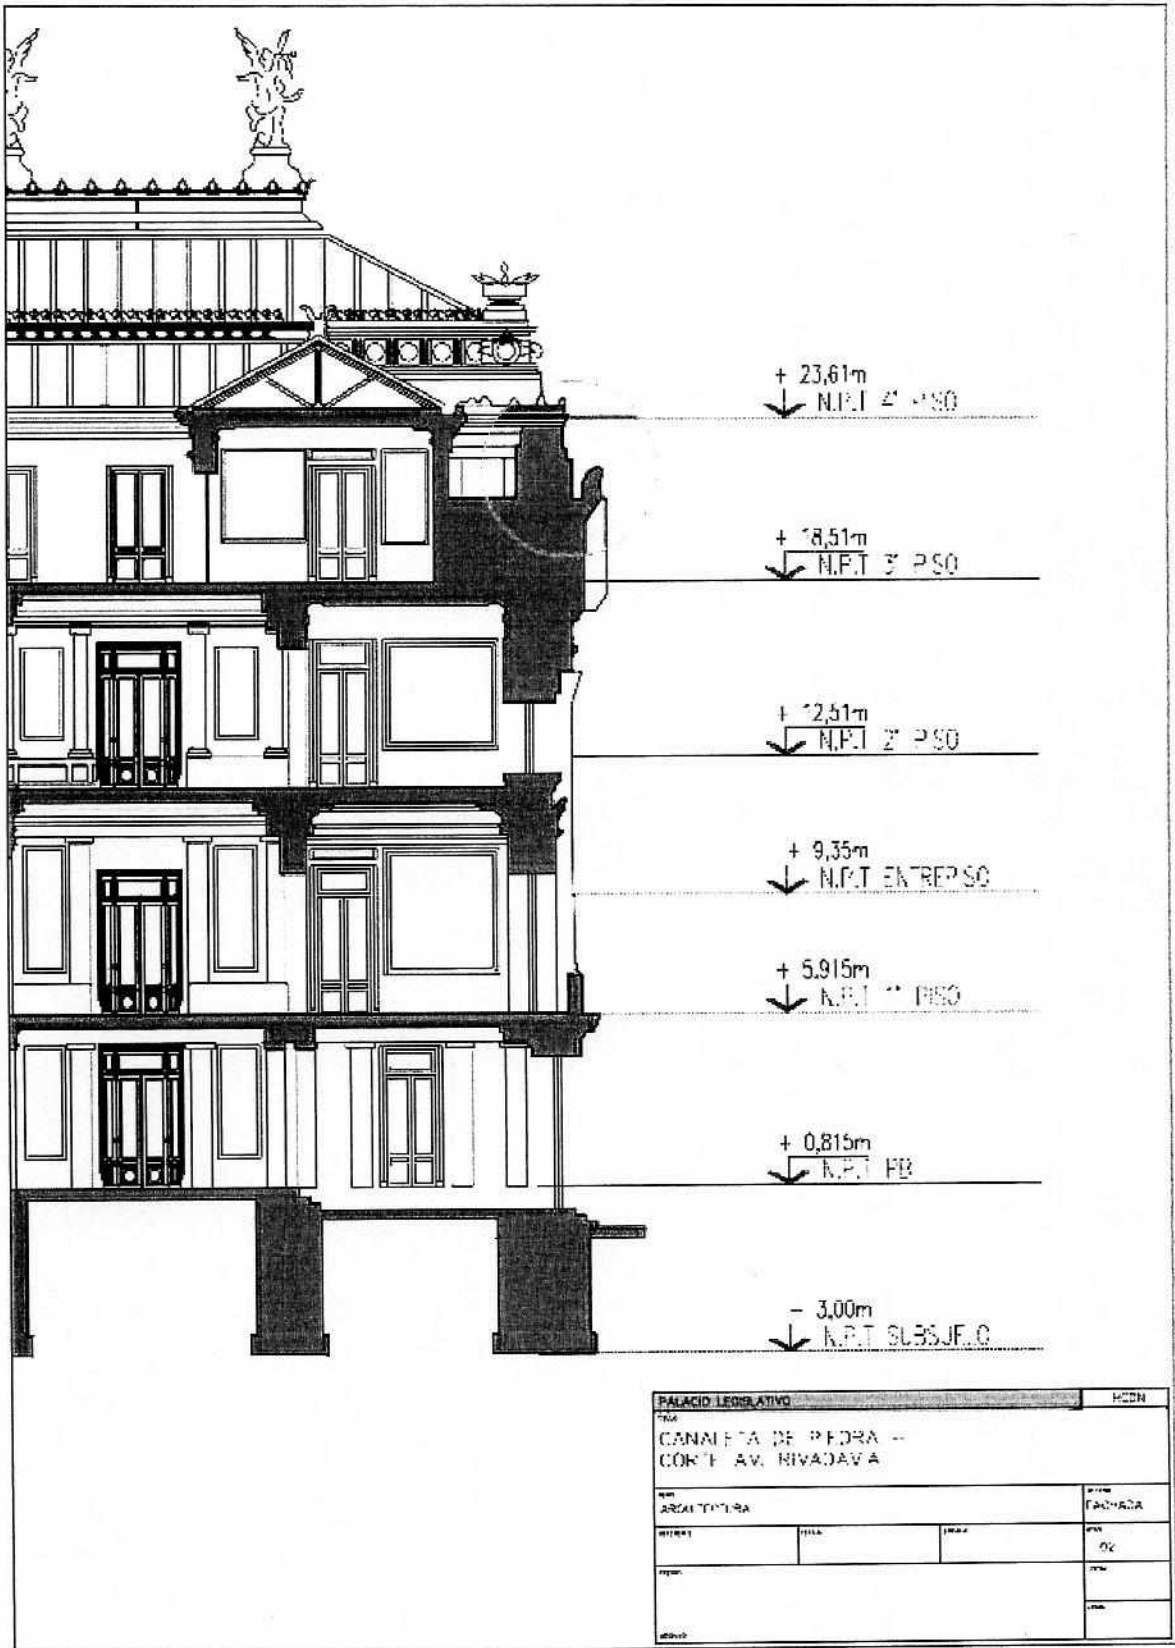 + 23,61m
N.P.T 4° PISO
+ 18,51m
N.P.T 3° PISO
+ 12,51m
N.P.T 2° PISO
+ 9,35m
N.P.T ENTREPISO
+ 5.915m
N.P.T 1° PISO
+ 0,815m
N.P.T PB
- 3,00m
N.P.T SUBSUELO
PALACIO LEGISLATIVO
HCDN
CANALETA DE PIEDRA -
CORTE AV. RIVADAVIA
ARQUITECTURA
FACHADA
02